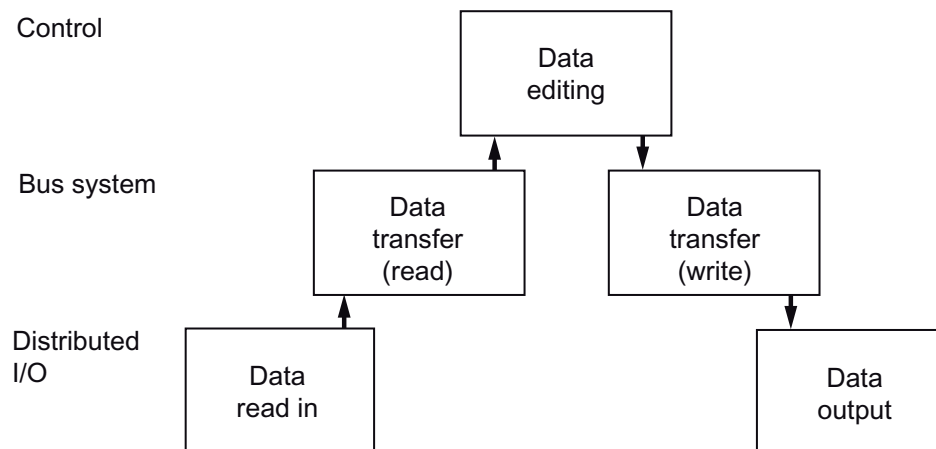 Control
Data
editing
Bus system
Data
transfer
(read)
Data
transfer
(write)
Distributed
I/O
Data
read in
Data
output